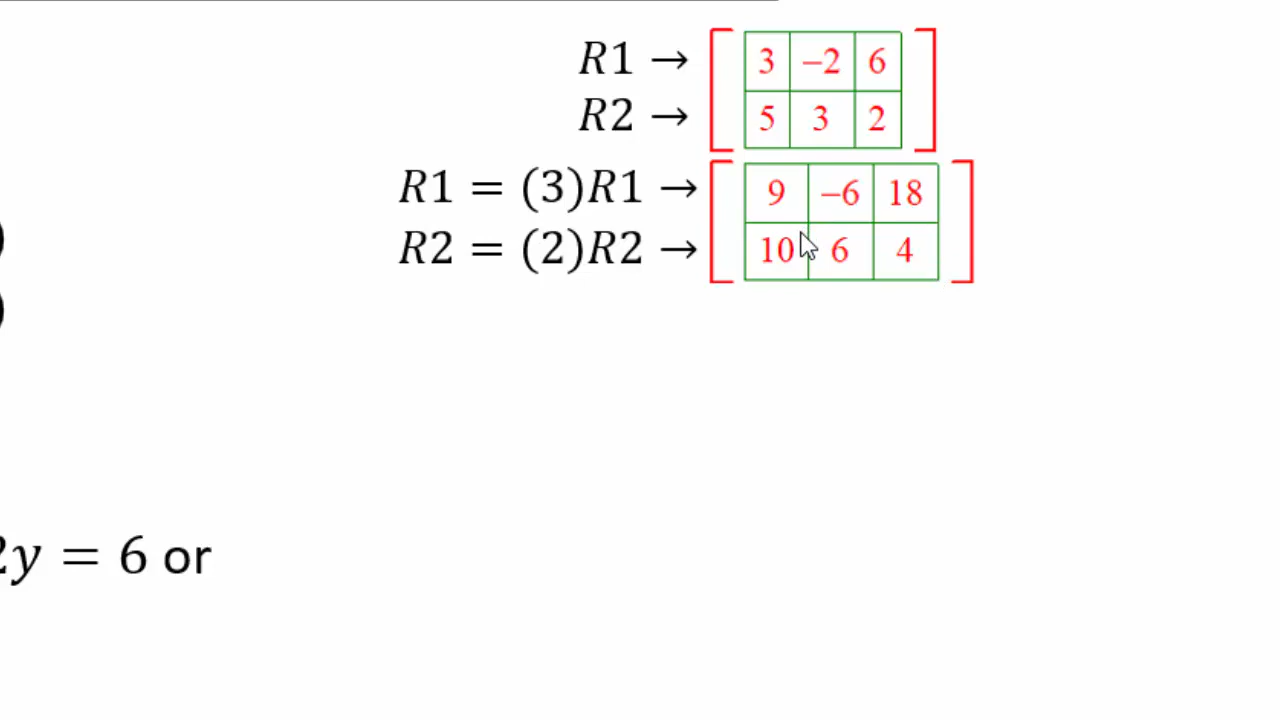 R1 → [ 3 −2 6 ]
R2 → [ 5 3 2 ]
R1 = (3)R1 → [ 9 −6 18 ]
R2 = (2)R2 → [ 10 6 4 ]
2y = 6 or